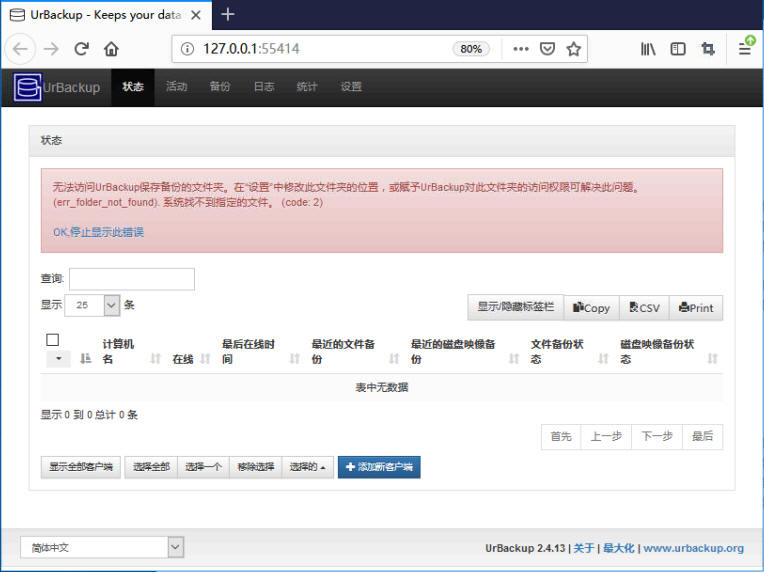 UrBackup - Keeps your data
127.0.0.1:55414
80%
UrBackup 状态 活动 备份 日志 统计 设置
状态
无法访问UrBackup保存备份的文件夹。在"设置"中修改此文件夹的位置，或赋予UrBackup对此文件夹的访问权限可解决此问题。
(err_folder_not_found). 系统找不到指定的文件。 (code: 2)
OK,停止显示此错误
查询:
显示 25 条
显示/隐藏标签栏 Copy CSV Print
计算机名 在线 最后在线时间 最近的文件备份 最近的磁盘映像备份 文件备份状态 磁盘映像备份状态
表中无数据
显示 0 到 0 总计 0 条
首先 上一步 下一步 最后
显示全部客户端 选择全部 选择一个 移除选择 选择的 添加新客户端
简体中文
UrBackup 2.4.13 | 关于 | 最大化 | www.urbackup.org